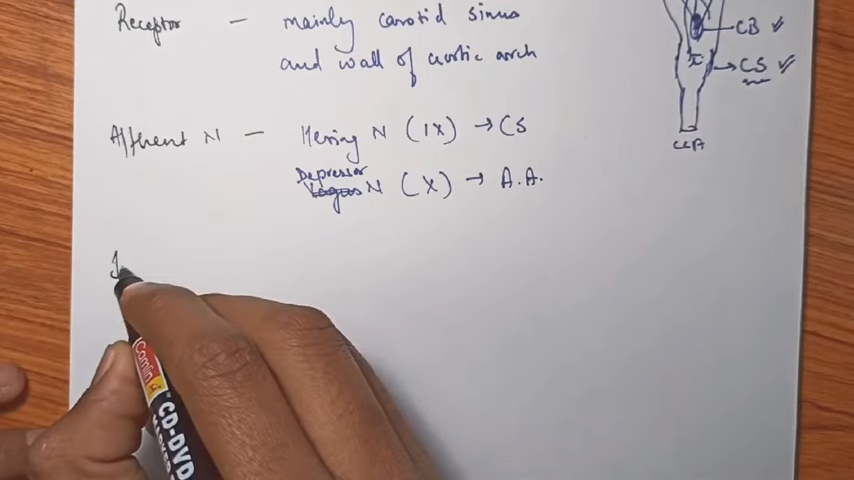 Receptor – mainly carotid sinus
and wall of aortic arch
CB ✓
→ CS ✓
CCA
Afferent N – Hering N (IX) → CS
Depressor
N (X) → A.A.
Camlin
CD-DVD
MARKER